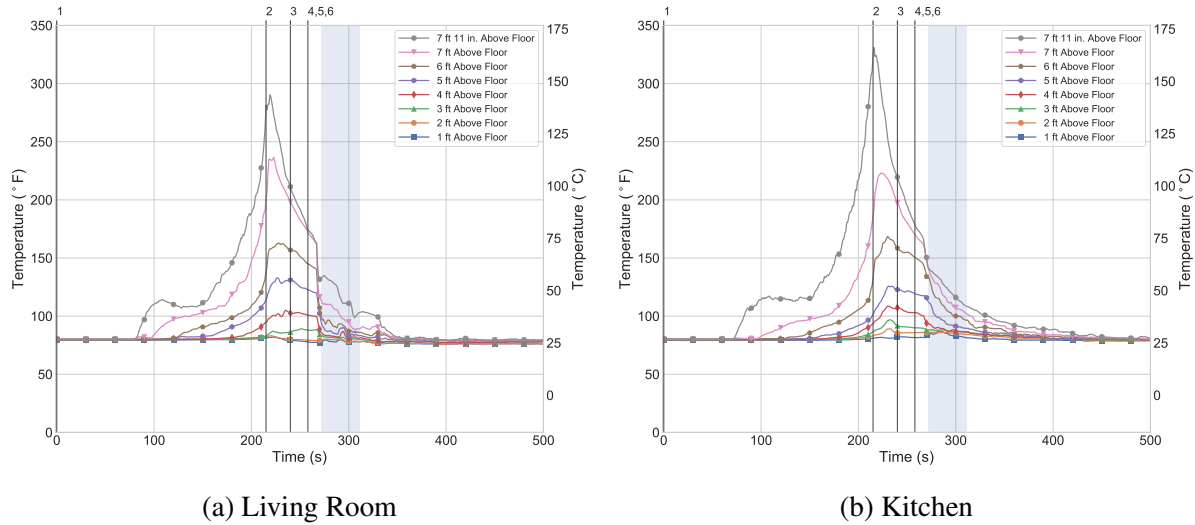 1 2 3 4,5,6
350
300
250
200
150
100
50
0
Temperature (°F)
0 100 200 300 400 500
Time (s)
175
150
125
100
75
50
25
0
Temperature (°C)
7 ft 11 in. Above Floor
7 ft Above Floor
6 ft Above Floor
5 ft Above Floor
4 ft Above Floor
3 ft Above Floor
2 ft Above Floor
1 ft Above Floor
(a) Living Room
1 2 3 4,5,6
350
300
250
200
150
100
50
0
Temperature (°F)
0 100 200 300 400 500
Time (s)
175
150
125
100
75
50
25
0
Temperature (°C)
7 ft 11 in. Above Floor
7 ft Above Floor
6 ft Above Floor
5 ft Above Floor
4 ft Above Floor
3 ft Above Floor
2 ft Above Floor
1 ft Above Floor
(b) Kitchen